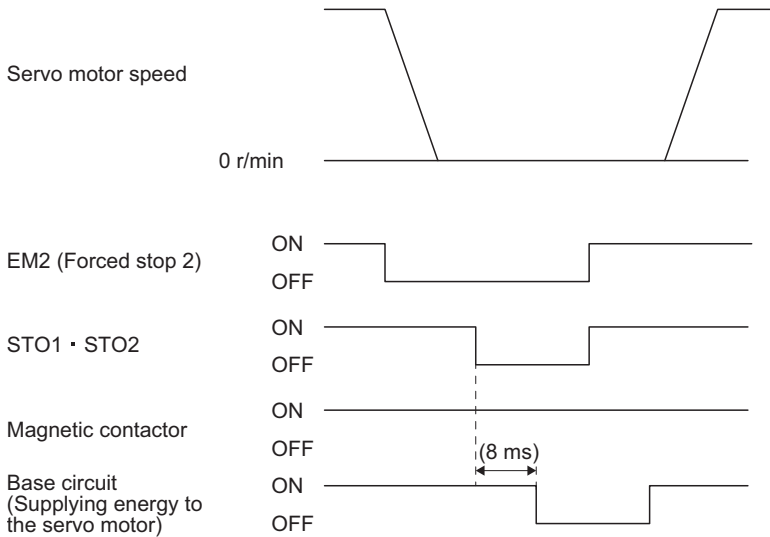 Servo motor speed
0 r/min
EM2 (Forced stop 2)
ON
OFF
STO1・STO2
ON
OFF
Magnetic contactor
ON
OFF
(8 ms)
Base circuit
(Supplying energy to
the servo motor)
ON
OFF